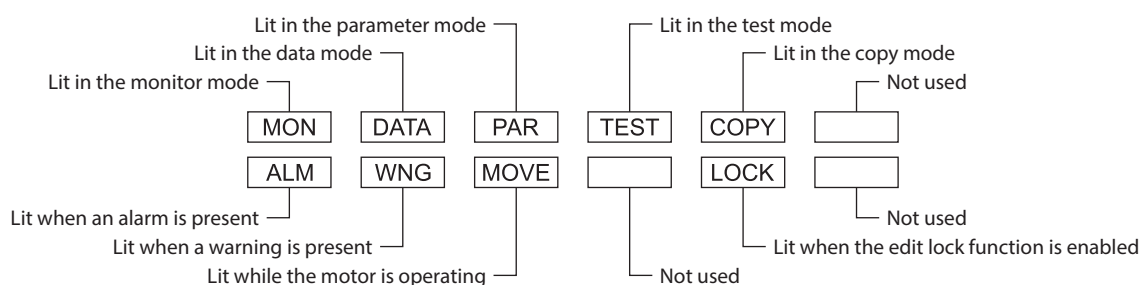 Lit in the parameter mode
Lit in the test mode
Lit in the data mode
Lit in the copy mode
Lit in the monitor mode
Not used
MON DATA PAR TEST COPY
ALM WNG MOVE LOCK
Lit when an alarm is present
Not used
Lit when a warning is present
Lit when the edit lock function is enabled
Lit while the motor is operating
Not used